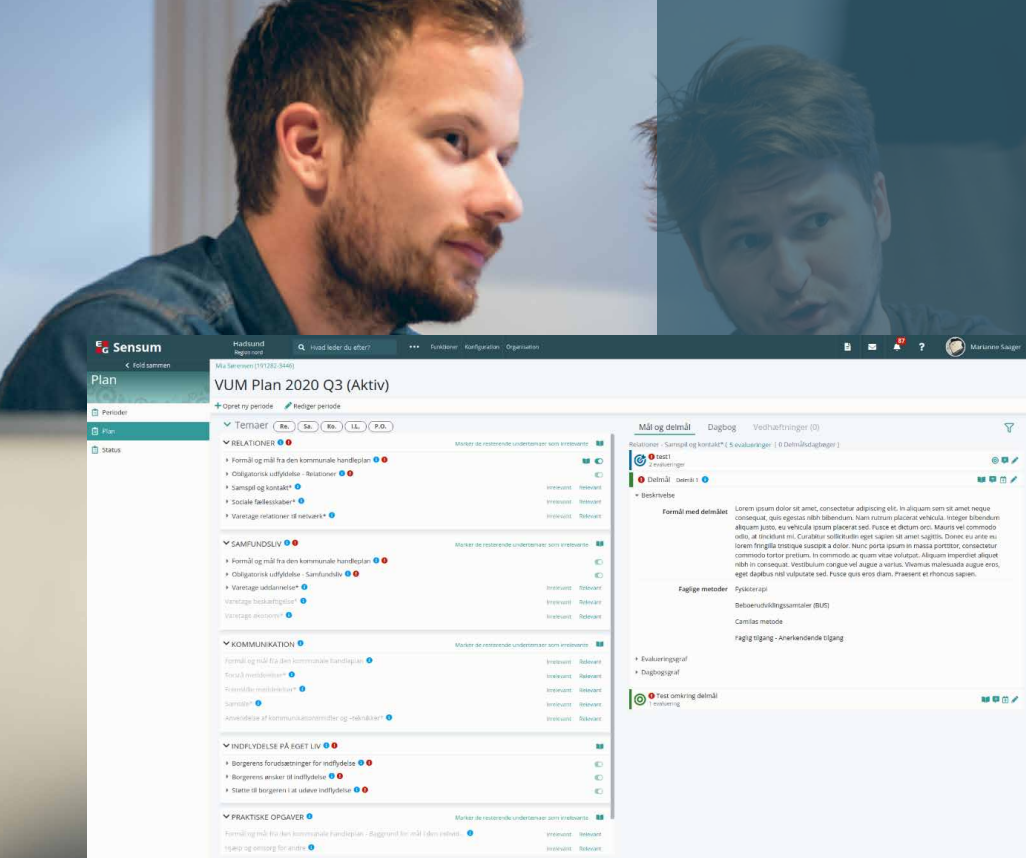 EG Sensum
Hadsund
Region nord
Hvad leder du efter?
••• Funktioner Konfiguration Organisation
87
?
Marianne Saager
Fold sammen
Plan
Perioder
Plan
Status
Mia Sørensen (191282-3446)
VUM Plan 2020 Q3 (Aktiv)
+ Opret ny periode Rediger periode
Temaer Re. Sa. Ko. I.L. P.O.
RELATIONER Marker de resterende undertemaer som irrelevante
Formål og mål fra den kommunale handleplan
Obligatorisk udfyldelse - Relationer
Samspil og kontakt* Irrelevant Relevant
Sociale fællesskaber* Irrelevant Relevant
Varetage relationer til netværk* Irrelevant Relevant
SAMFUNDSLIV Marker de resterende undertemaer som irrelevante
Formål og mål fra den kommunale handleplan
Obligatorisk udfyldelse - Samfundsliv
Varetage uddannelse* Irrelevant Relevant
Varetage beskæftigelse* Irrelevant Relevant
Varetage økonomi* Irrelevant Relevant
KOMMUNIKATION Marker de resterende undertemaer som irrelevante
Formål og mål fra den kommunale handleplan Irrelevant Relevant
Forstå meddelelser* Irrelevant Relevant
Fremstille meddelelser* Irrelevant Relevant
Samtale* Irrelevant Relevant
Anvendelse af kommunikationsmidler og -teknikker* Irrelevant Relevant
INDFLYDELSE PÅ EGET LIV
Borgerens forudsætninger for indflydelse
Borgerens ønsker til indflydelse
Støtte til borgeren i at udøve indflydelse
PRAKTISKE OPGAVER Marker de resterende undertemaer som irrelevante
Formål og mål fra den kommunale handleplan - Baggrund for mål i den Irrelevant Relevant
Hjælp og omsorg for andre Irrelevant Relevant
Mål og delmål Dagbog Vedhæftninger (0)
Relationer - Samspil og kontakt* ( 5 evalueringer | 0 Delmålsdagbøger )
test1
2 evalueringer
Delmål Delmål 1
Beskrivelse
Formål med delmålet Lorem ipsum dolor sit amet, consectetur adipiscing elit. In aliquam sem sit amet neque
consequat, quis egestas nibh bibendum. Nam rutrum placerat vehicula. Integer bibendum
aliquam justo, eu vehicula ipsum placerat sed. Fusce et dictum orci. Mauris vel commodo
odio, at tincidunt mi. Curabitur sollicitudin eget sapien sit amet sagittis. Donec eu ante eu
lorem fringilla tristique suscipit a dolor. Nunc porta ipsum in massa porttitor, consectetur
commodo tortor pretium. In commodo ac quam vitae volutpat. Aliquam imperdiet aliquet
nibh in consequat. Vestibulum congue vel augue a varius. Vivamus malesuada augue eros,
eget dapibus nisl vulputate sed. Fusce quis eros diam. Praesent et rhoncus sapien.
Faglige metoder Fysioterapi
Beboerudviklingssamtaler (BUS)
Camillas metode
Faglig tilgang - Anerkendende tilgang
Evalueringsgraf
Dagbogsgraf
Test omkring delmål
1 evaluering